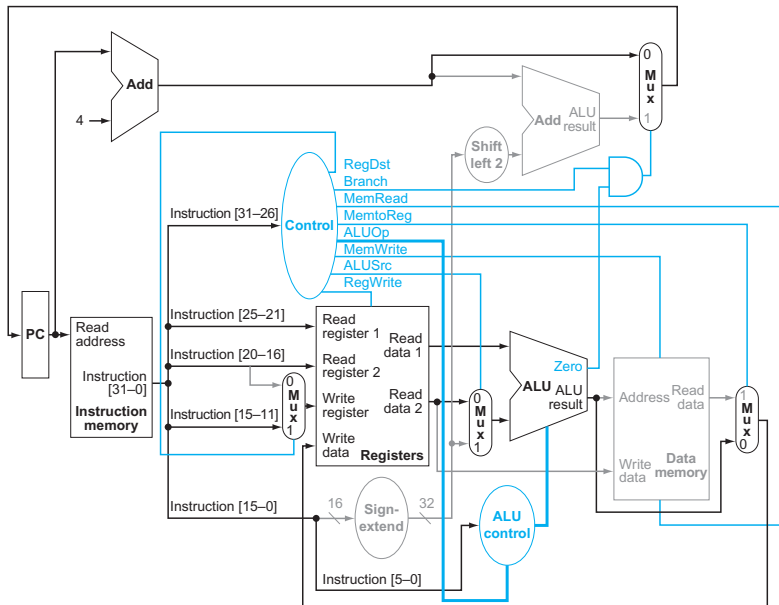 0
Mux
1
Add
4
Add
ALU
result
Shift
left 2
RegDst
Branch
MemRead
MemtoReg
ALUOp
MemWrite
ALUSrc
RegWrite
Control
Instruction [31–26]
Instruction [25–21]
Instruction [20–16]
Instruction [15–11]
Instruction [15–0]
PC
Read
address
Instruction
[31–0]
Instruction
memory
0
Mux
1
Read
register 1
Read
register 2
Write
register
Write
data
Read
data 1
Read
data 2
Registers
0
Mux
1
Zero
ALU
ALU
result
Address
Read
data
Write
data
Data
memory
1
Mux
0
16
Sign-
extend
32
ALU
control
Instruction [5–0]